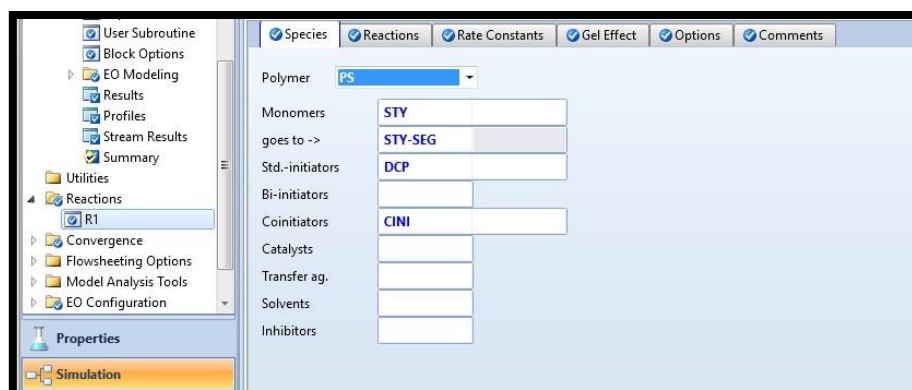 User Subroutine
Block Options
EO Modeling
Results
Profiles
Stream Results
Summary
Utilities
Reactions
R1
Convergence
Flowsheeting Options
Model Analysis Tools
EO Configuration
Properties
Simulation
Species Reactions Rate Constants Gel Effect Options Comments
Polymer PS
Monomers STY
goes to -> STY-SEG
Std.-initiators DCP
Bi-initiators
Coinitiators CINI
Catalysts
Transfer ag.
Solvents
Inhibitors